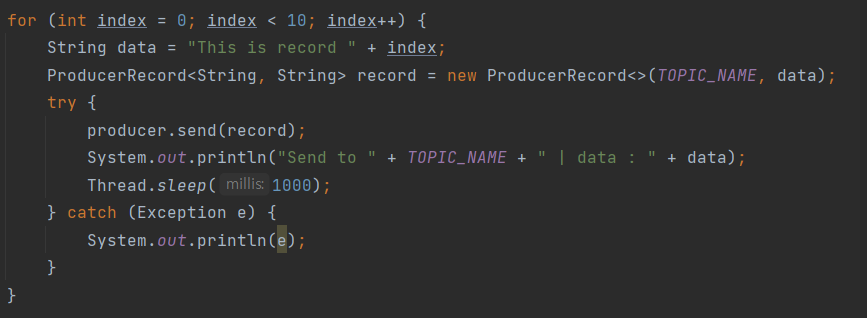 for (int index = 0; index < 10; index++) {
String data = "This is record " + index;
ProducerRecord<String, String> record = new ProducerRecord<>(TOPIC_NAME, data);
try {
producer.send(record);
System.out.println("Send to " + TOPIC_NAME + " | data : " + data);
Thread.sleep( millis: 1000);
} catch (Exception e) {
System.out.println(e);
}
}